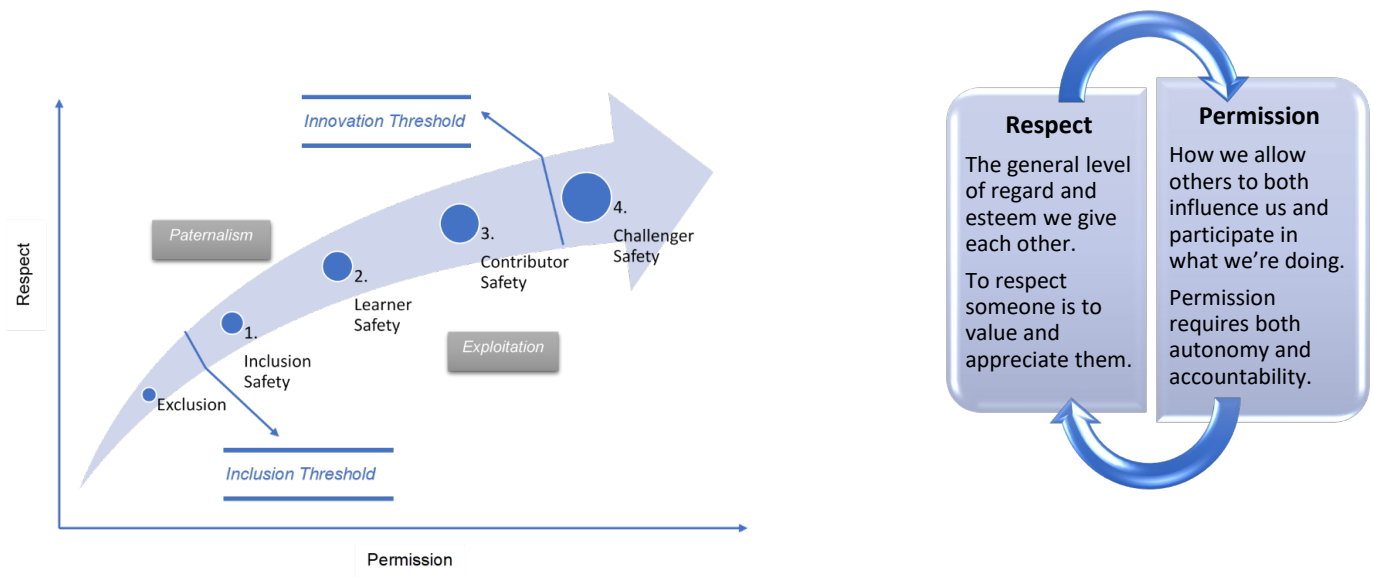 Innovation Threshold
Respect
Paternalism
4.
Challenger
Safety
3.
Contributor
Safety
2.
Learner
Safety
Exploitation
1.
Inclusion
Safety
Exclusion
Inclusion Threshold
Permission
Respect
The general level
of regard and
esteem we give
each other.
To respect
someone is to
value and
appreciate them.
Permission
How we allow
others to both
influence us and
participate in
what we’re doing.
Permission
requires both
autonomy and
accountability.